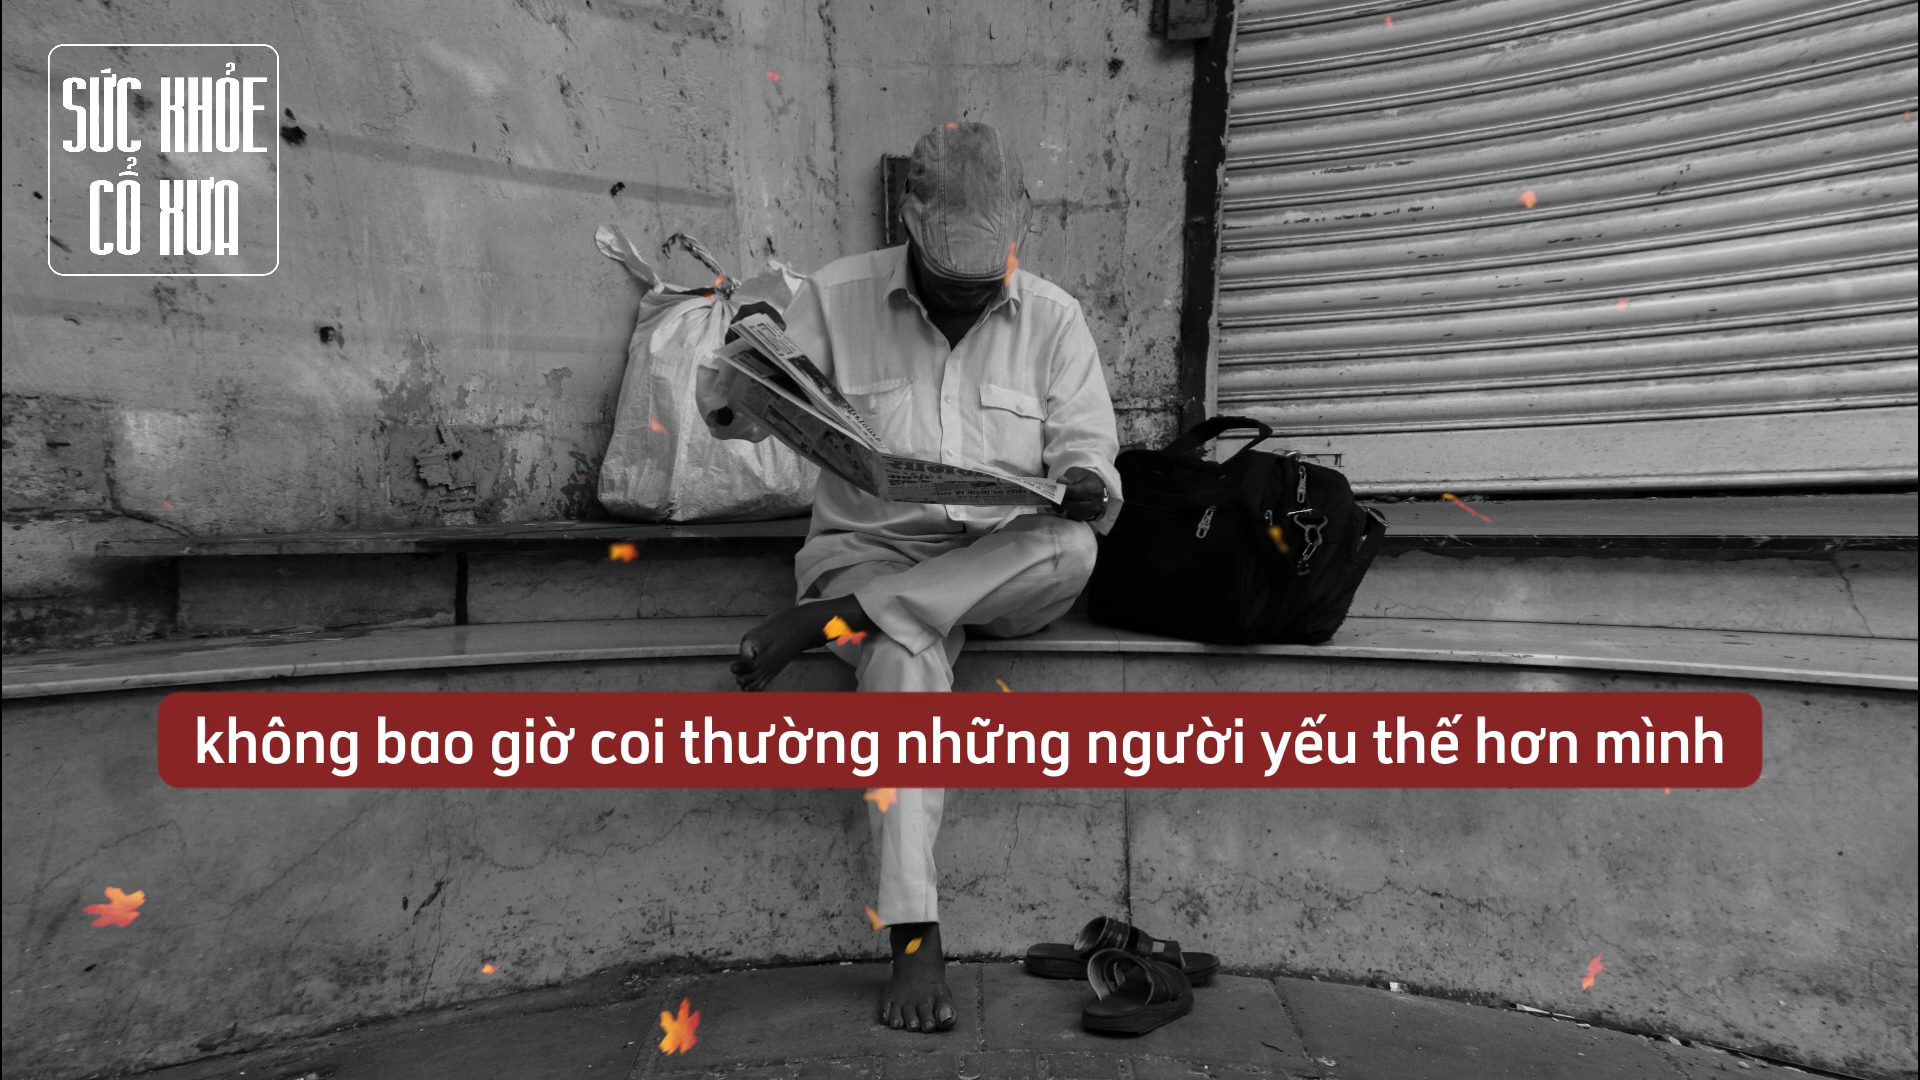 SỨC KHỎE
CỔ XƯA
không bao giờ coi thường những người yếu thế hơn mình